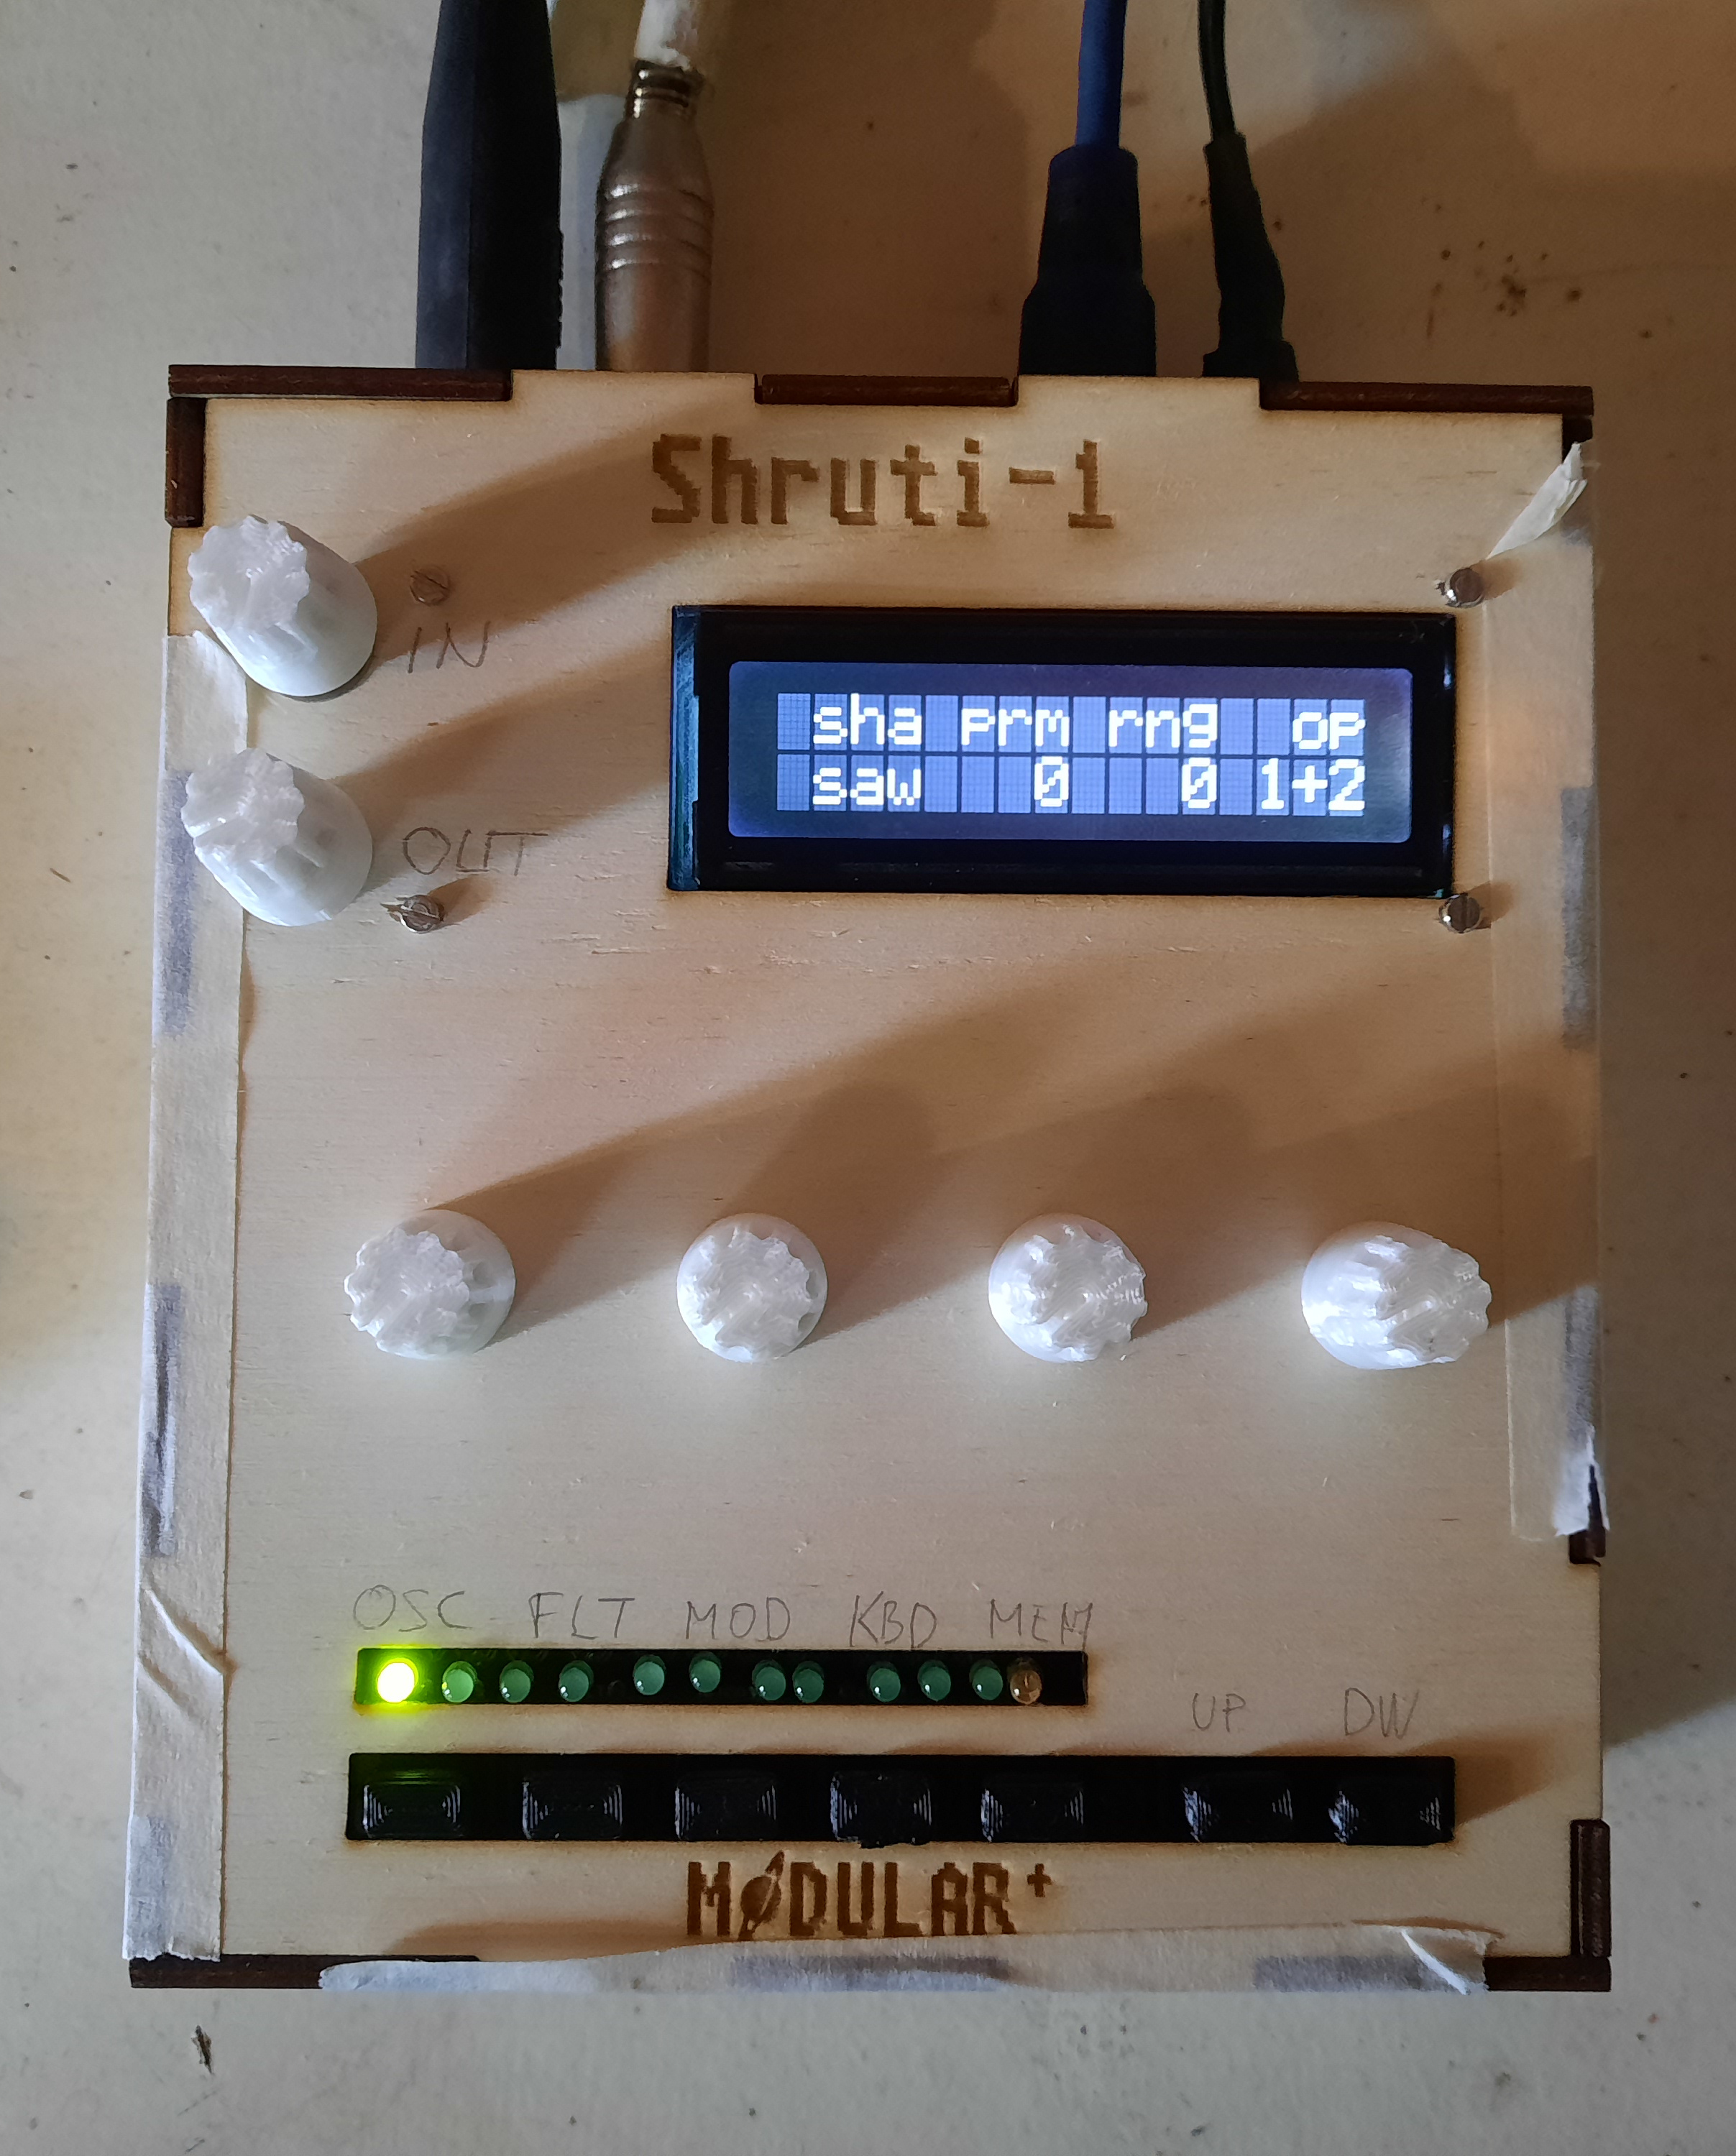 Shruti-1
IN
sha prm rng op
saw 0 0 1+2
OUT
OSC FLT MOD KBD MEM
UP DW
MØDULAR+